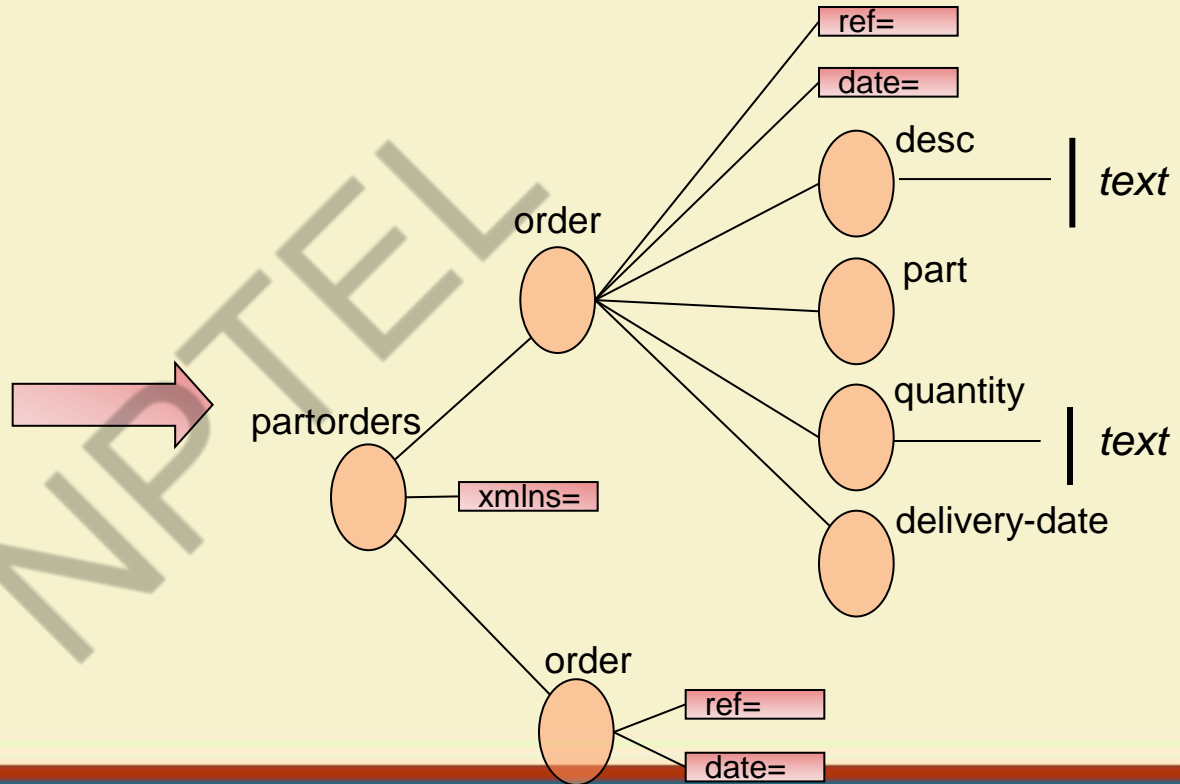 ref=
date=
desc
text
order
part
quantity
text
partorders
xmlns=
delivery-date
order
ref=
date=
NPTEL